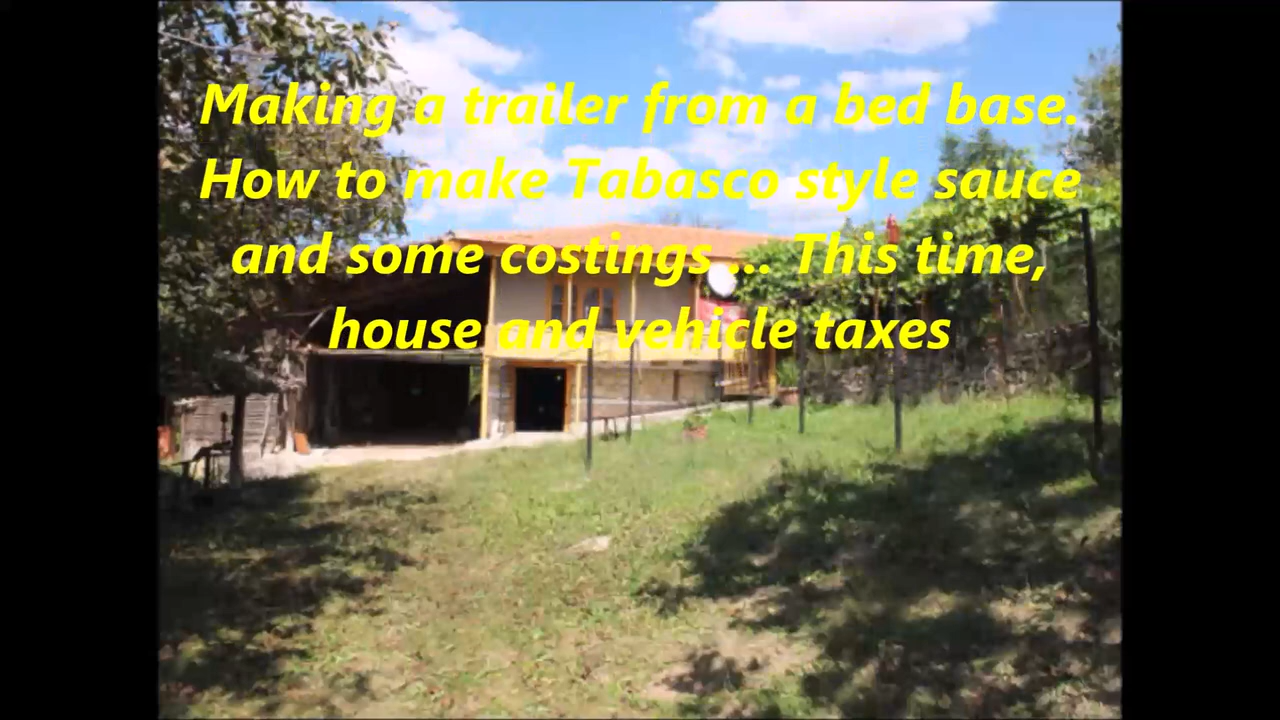 Making a trailer from a bed base.
How to make Tabasco style sauce
and some costings ... This time,
house and vehicle taxes